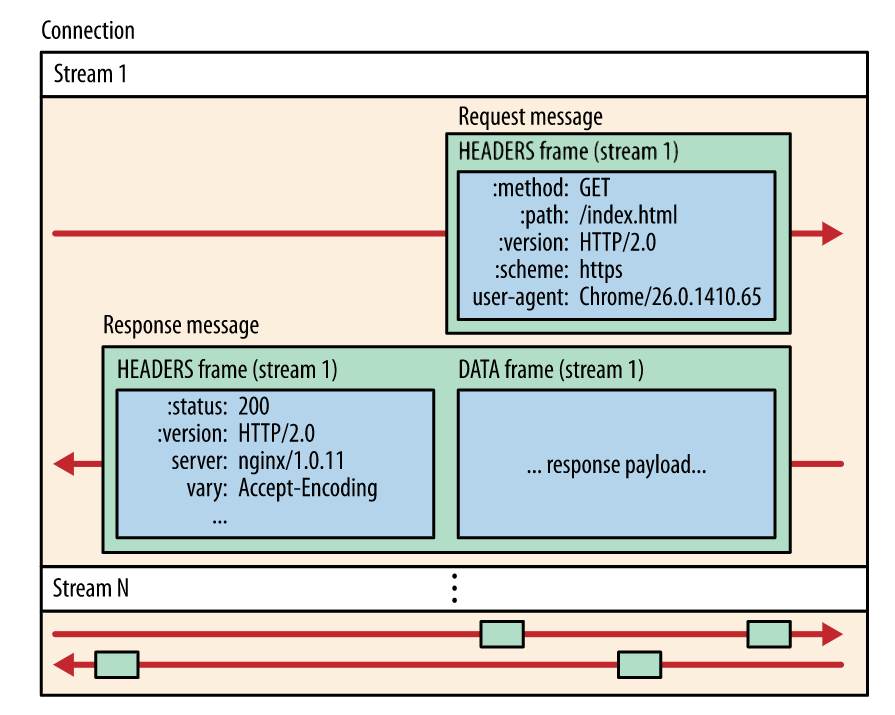 Connection
Stream 1
Request message
HEADERS frame (stream 1)
:method: GET
:path: /index.html
:version: HTTP/2.0
:scheme: https
user-agent: Chrome/26.0.1410.65
Response message
HEADERS frame (stream 1)
:status: 200
:version: HTTP/2.0
server: nginx/1.0.11
vary: Accept-Encoding
...
DATA frame (stream 1)
... response payload...
Stream N